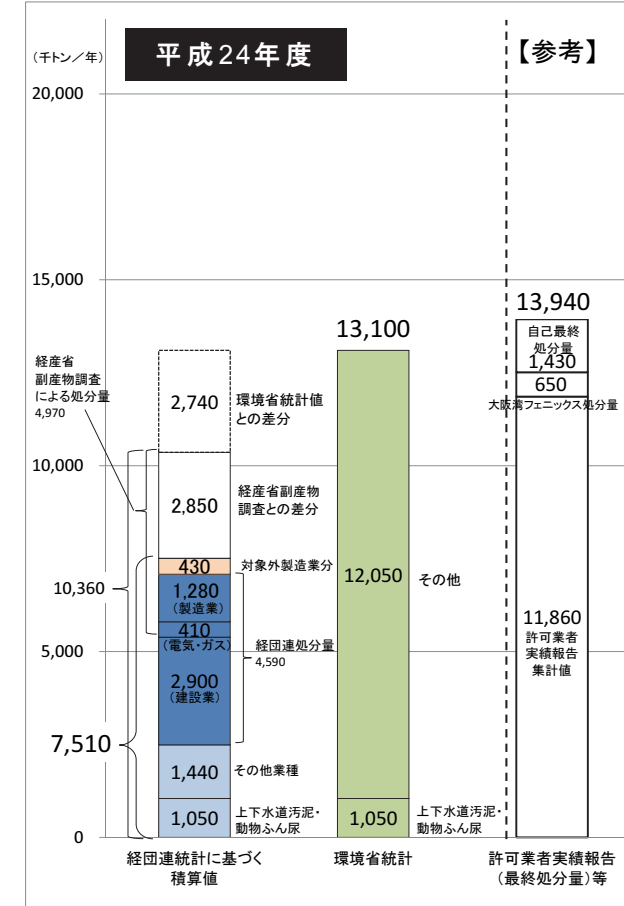 (千トン／年)
平成24年度
【参考】
20,000
15,000
10,000
5,000
0
経産省
副産物調査
による処分量
4,970
10,360
7,510
2,740
環境省統計値
との差分
2,850
経産省副産物
調査との差分
430
対象外製造業分
1,280
(製造業)
410
(電気・ガス)
2,900
(建設業)
経団連処分量
4,590
1,440
その他業種
1,050
上下水道汚泥・
動物ふん尿
経団連統計に基づく
積算値
13,100
12,050
その他
1,050
上下水道汚泥・
動物ふん尿
環境省統計
13,940
自己最終
処分量
1,430
650
大阪湾フェニックス処分量
11,860
許可業者
実績報告
集計値
許可業者実績報告
(最終処分量)等